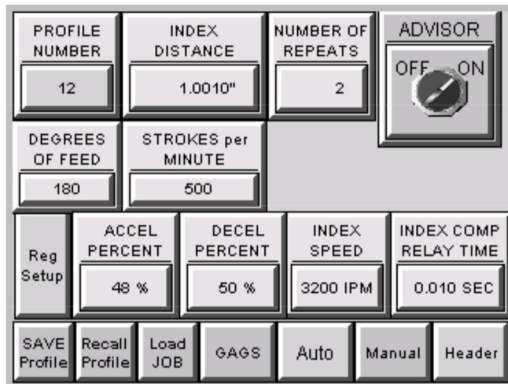 PROFILE
NUMBER
12
INDEX
DISTANCE
1.0010"
NUMBER OF
REPEATS
2
ADVISOR
OFF ON
DEGREES
OF FEED
180
STROKES per
MINUTE
500
Reg
Setup
ACCEL
PERCENT
48 %
DECEL
PERCENT
50 %
INDEX
SPEED
3200 IPM
INDEX COMP
RELAY TIME
0.010 SEC
SAVE
Profile
Recall
Profile
Load
JOB
GAGS
Auto
Manual
Header